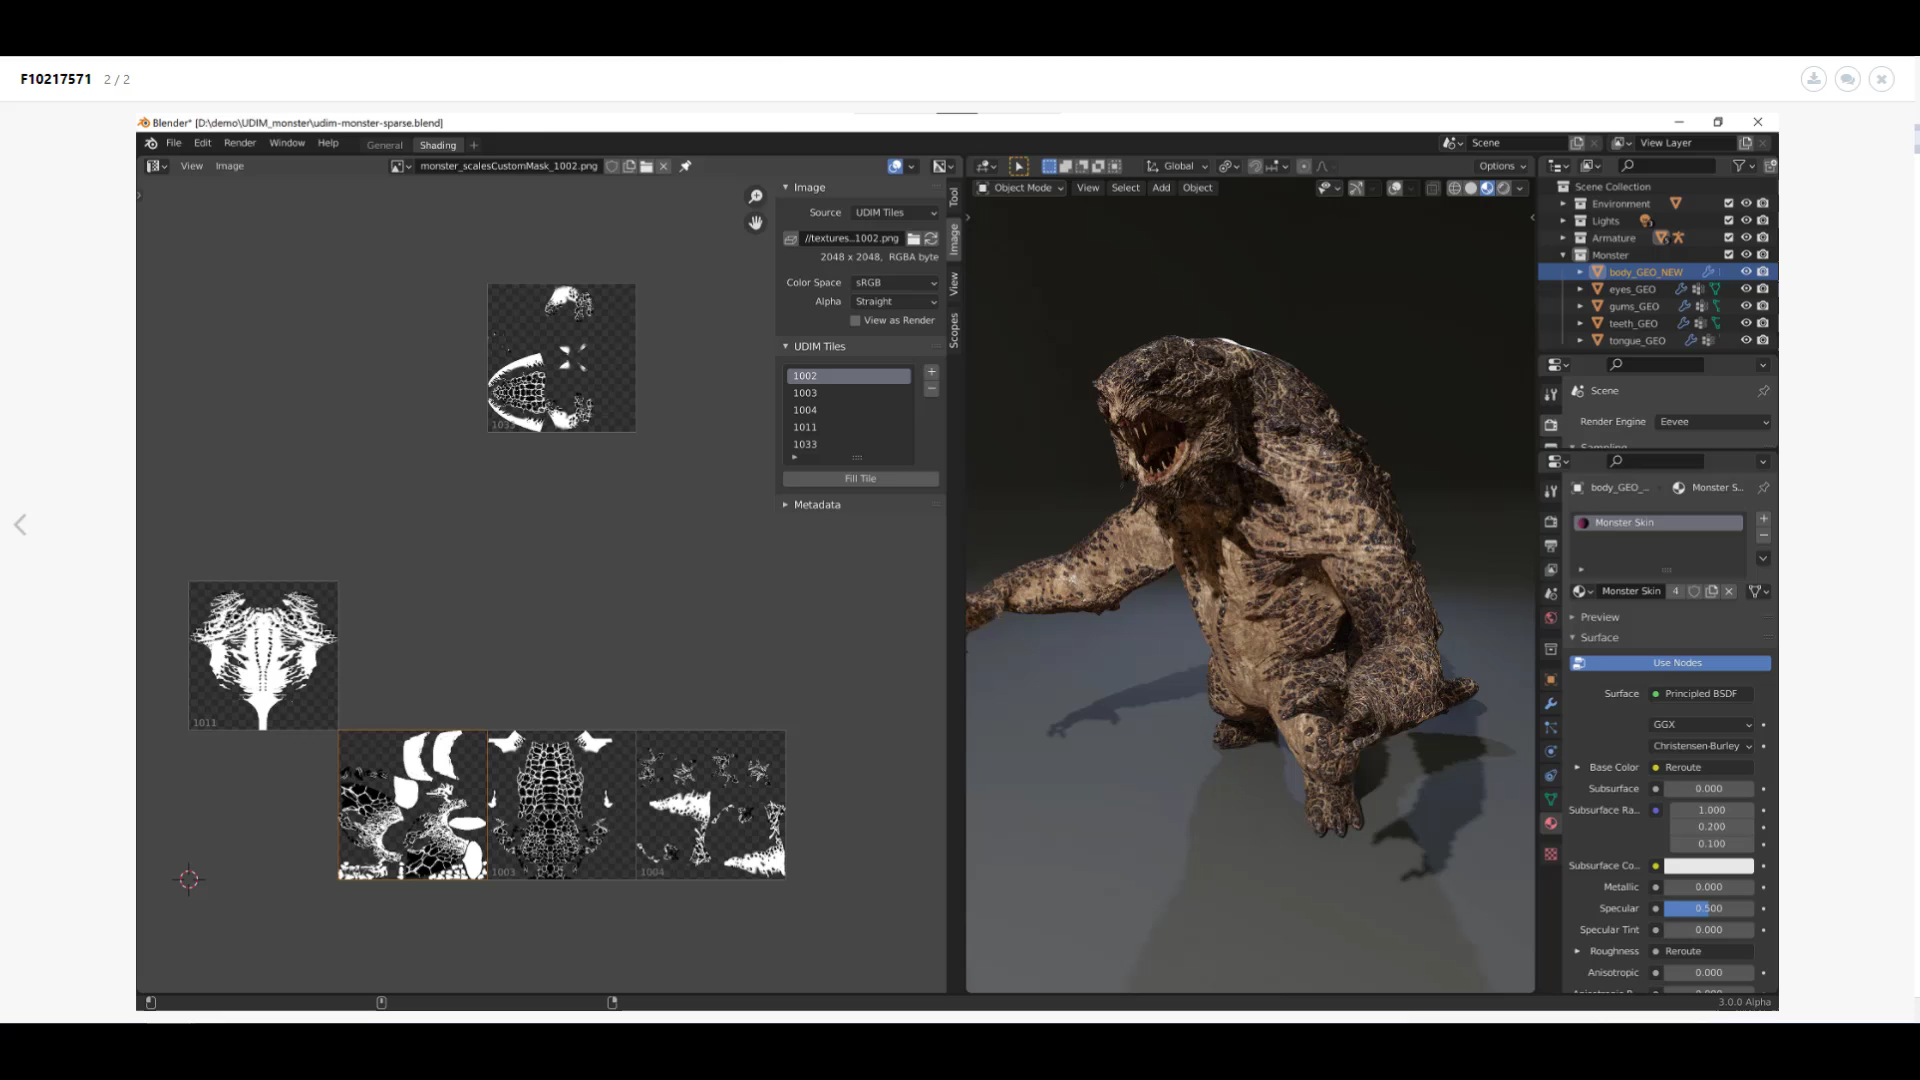 F10217571 2 / 2
Blender* [D:\demo\UDIM_monster\udim-monster-sparse.blend]
File Edit Render Window Help General Shading +
Scene View Layer
View Image monster_scalesCustomMask_1002.png
Global Options
Object Mode View Select Add Object
Image
Source UDIM Tiles
//textures..1002.png
2048 x 2048, RGBA byte
Color Space sRGB
Alpha Straight
View as Render
UDIM Tiles
1002
1003
1004
1011
1033
Fill Tile
Metadata
Tool
Image
View
Scopes
1033
1011
1003
1004
Scene Collection
Environment
Lights
Armature
Monster
body_GEO_NEW
eyes_GEO
gums_GEO
teeth_GEO
tongue_GEO
Scene
Render Engine Eevee
Sampling
body_GEO_... Monster S...
Monster Skin
Monster Skin 4
Preview
Surface
Use Nodes
Surface Principled BSDF
GGX
Christensen-Burley
Base Color Reroute
Subsurface 0.000
Subsurface Ra... 1.000
0.200
0.100
Subsurface Co...
Metallic 0.000
Specular 0.500
Specular Tint 0.000
Roughness Reroute
Anisotropic 0.000
3.0.0 Alpha